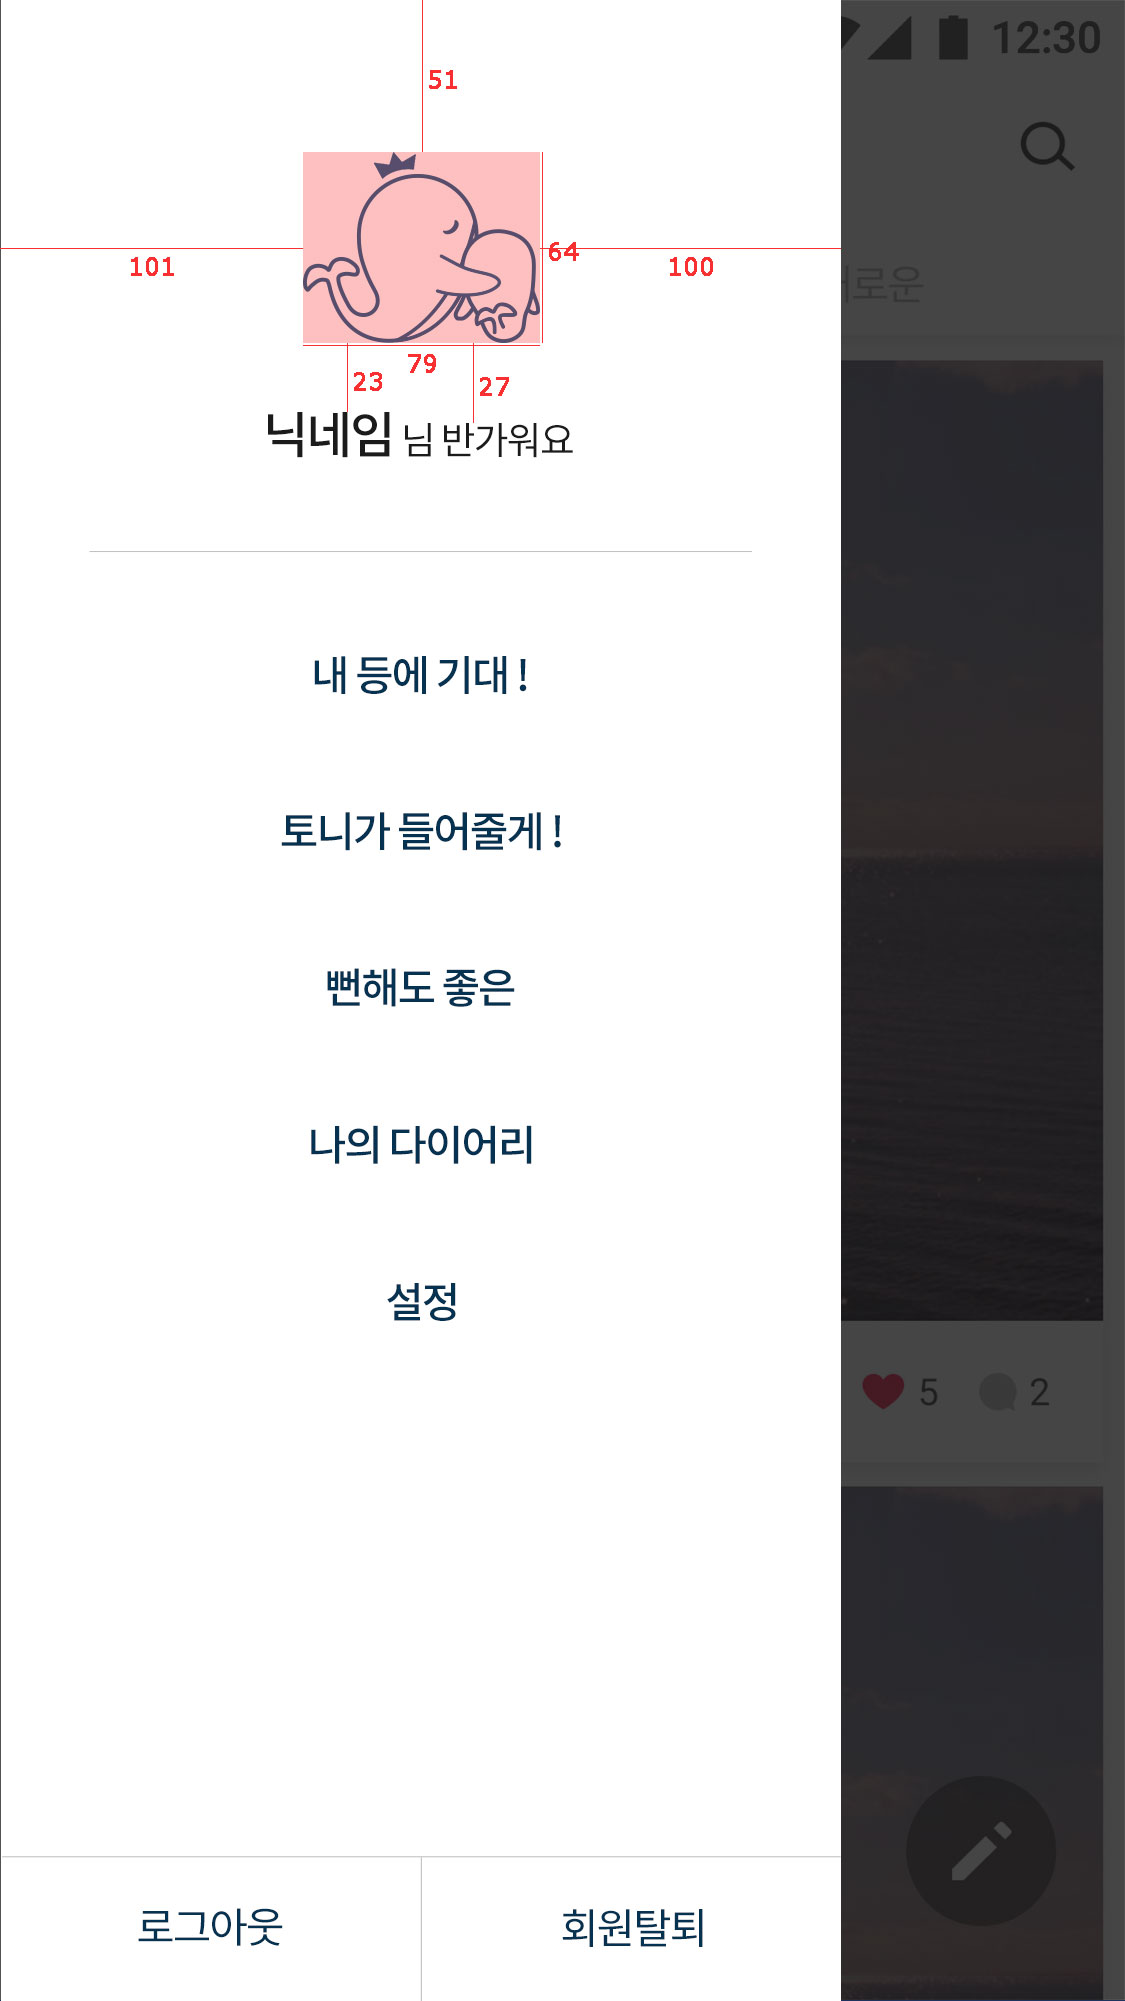 12:30
51
101
64
100
79
23
27
닉네임 님 반가워요
로운
내 등에 기대 !
토니가 들어줄게 !
뻔해도 좋은
나의 다이어리
설정
5
2
로그아웃
회원탈퇴